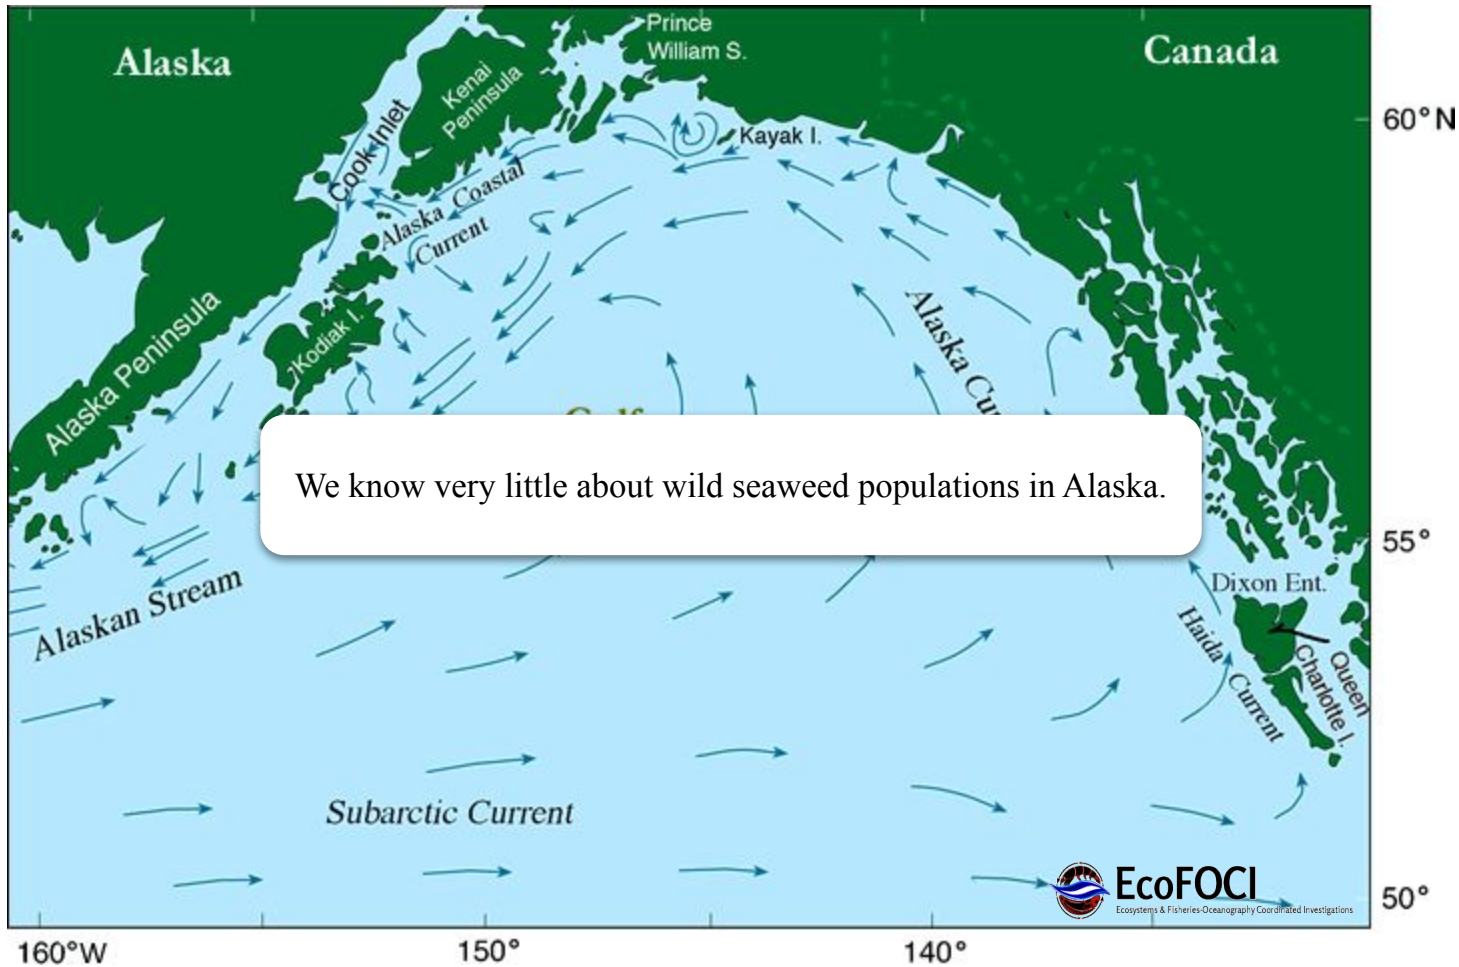 Alaska
Canada
Prince
William S.
60°N
Kenai
Peninsula
Cook Inlet
Kayak I.
Alaska Coastal
Current
Alaska Peninsula
Kodiak I.
Alaska
We know very little about wild seaweed populations in Alaska.
55°
Dixon Ent.
Alaskan Stream
Haida Current
Queen
Charlotte I.
Subarctic Current
EcoFOCI
Ecosystems & Fisheries-Oceanography Coordinated Investigations
50°
160°W
150°
140°